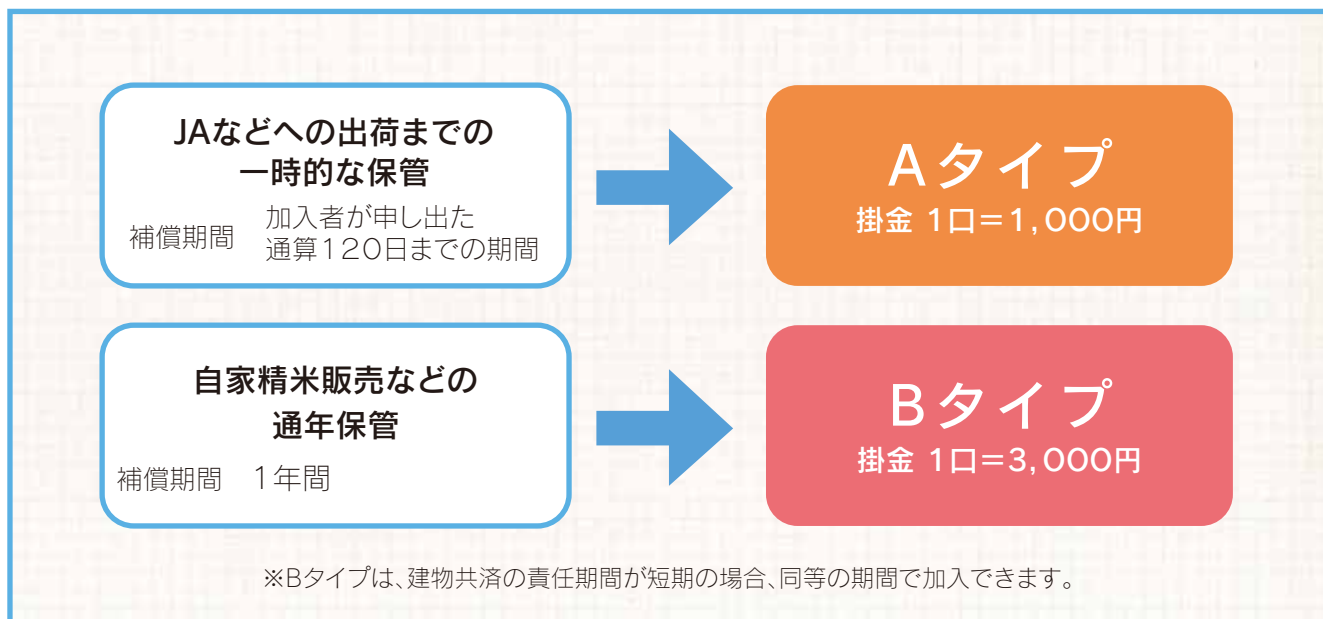 JAなどへの出荷までの
一時的な保管
補償期間 加入者が申し出た
通算120日までの期間
Aタイプ
掛金 1口＝1,000円
自家精米販売などの
通年保管
補償期間 1年間
Bタイプ
掛金 1口＝3,000円
※Bタイプは、建物共済の責任期間が短期の場合、同等の期間で加入できます。